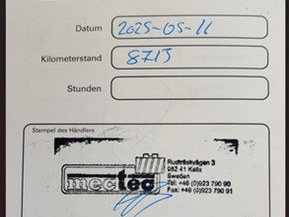 Datum 2025-05-11
Kilometerstand 8713
Stunden
Stempel des Händlers
mectec
Rudträskvägen 3
952 41 Kalix
Sweden
Tel: +46 (0)923 790 90
Fax: +46 (0)923 790 91